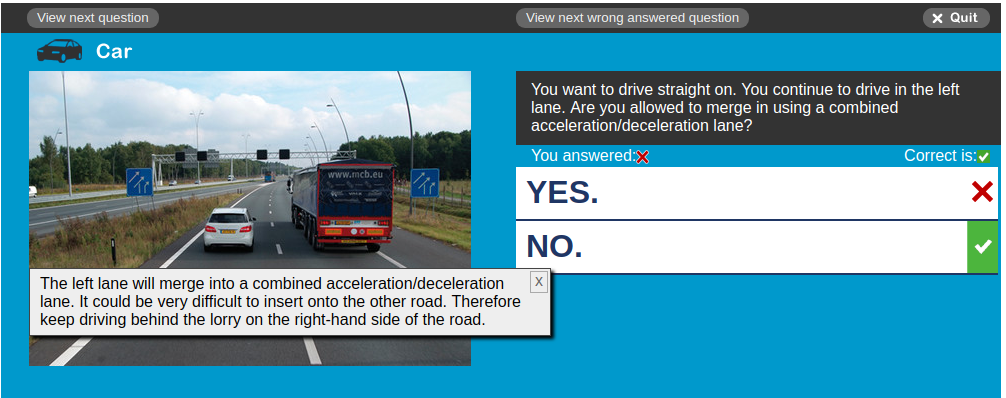 View next question
View next wrong answered question
Quit
Car
You want to drive straight on. You continue to drive in the left
lane. Are you allowed to merge in using a combined
acceleration/deceleration lane?
www.mcb.eu
You answered:
Correct is:
YES.
NO.
The left lane will merge into a combined acceleration/deceleration
lane. It could be very difficult to insert onto the other road. Therefore
keep driving behind the lorry on the right-hand side of the road.
X